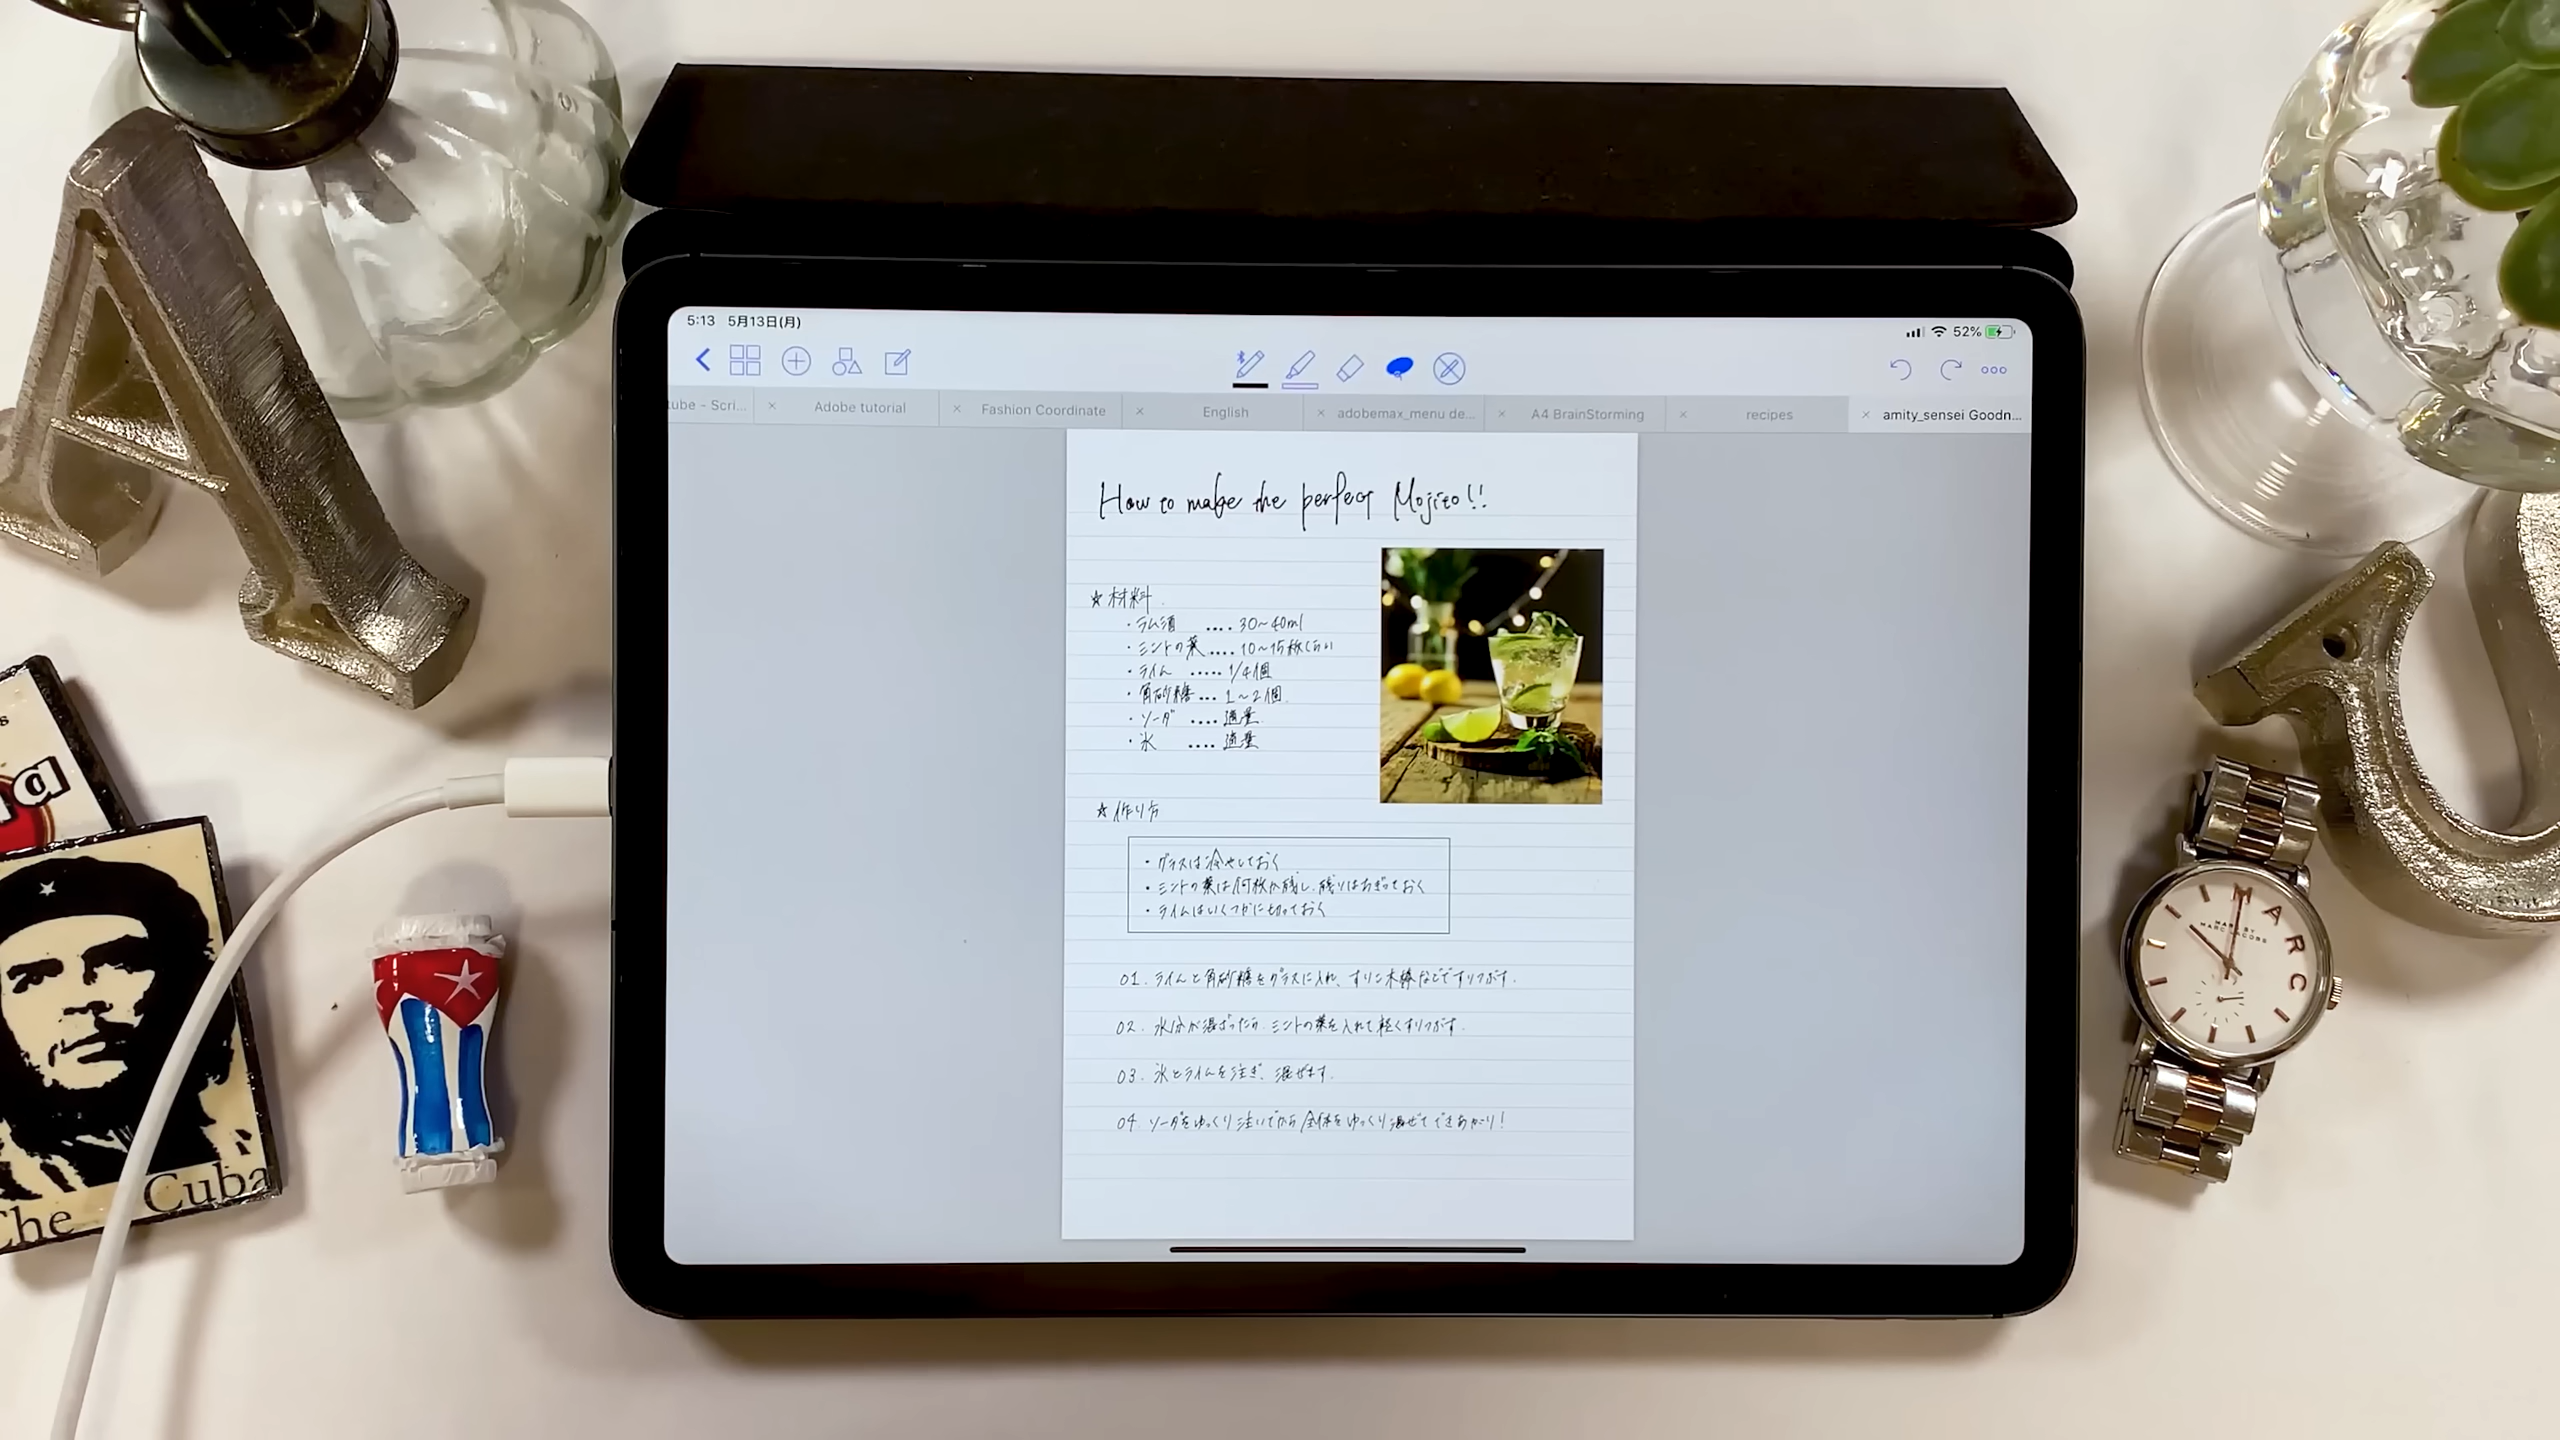 5:13 5月13日(月)
52%
tube - Scri...
Adobe tutorial
Fashion Coordinate
English
adobemax_menu de...
A4 BrainStorming
recipes
amity_sensei Goodn...
How to make the perfect Mojito!!
☆材料
・ラム酒 .... 30~40ml
・ミントの葉 .... 10~15枚くらい
・ライム ..... 1/4個
・角砂糖 ... 1~2個
・ソーダ .... 適量
・氷 .... 適量
☆作り方
・グラスは冷やしておく
・ミントの葉は何枚か残し、残りはちぎっておく
・ライムはいくつかに切っておく
01. ライムと角砂糖をグラスに入れ、すりこ木棒などですりつぶす.
02. 水分が混ざったら、ミントの葉を入れて軽くすりつぶす.
03. 氷とラムを注ぎ、混ぜます.
04. ソーダをゆっくり注いでから全体をゆっくり混ぜてできあがり!
Che Cuba
MARC
MARC BY
MARC JACOBS